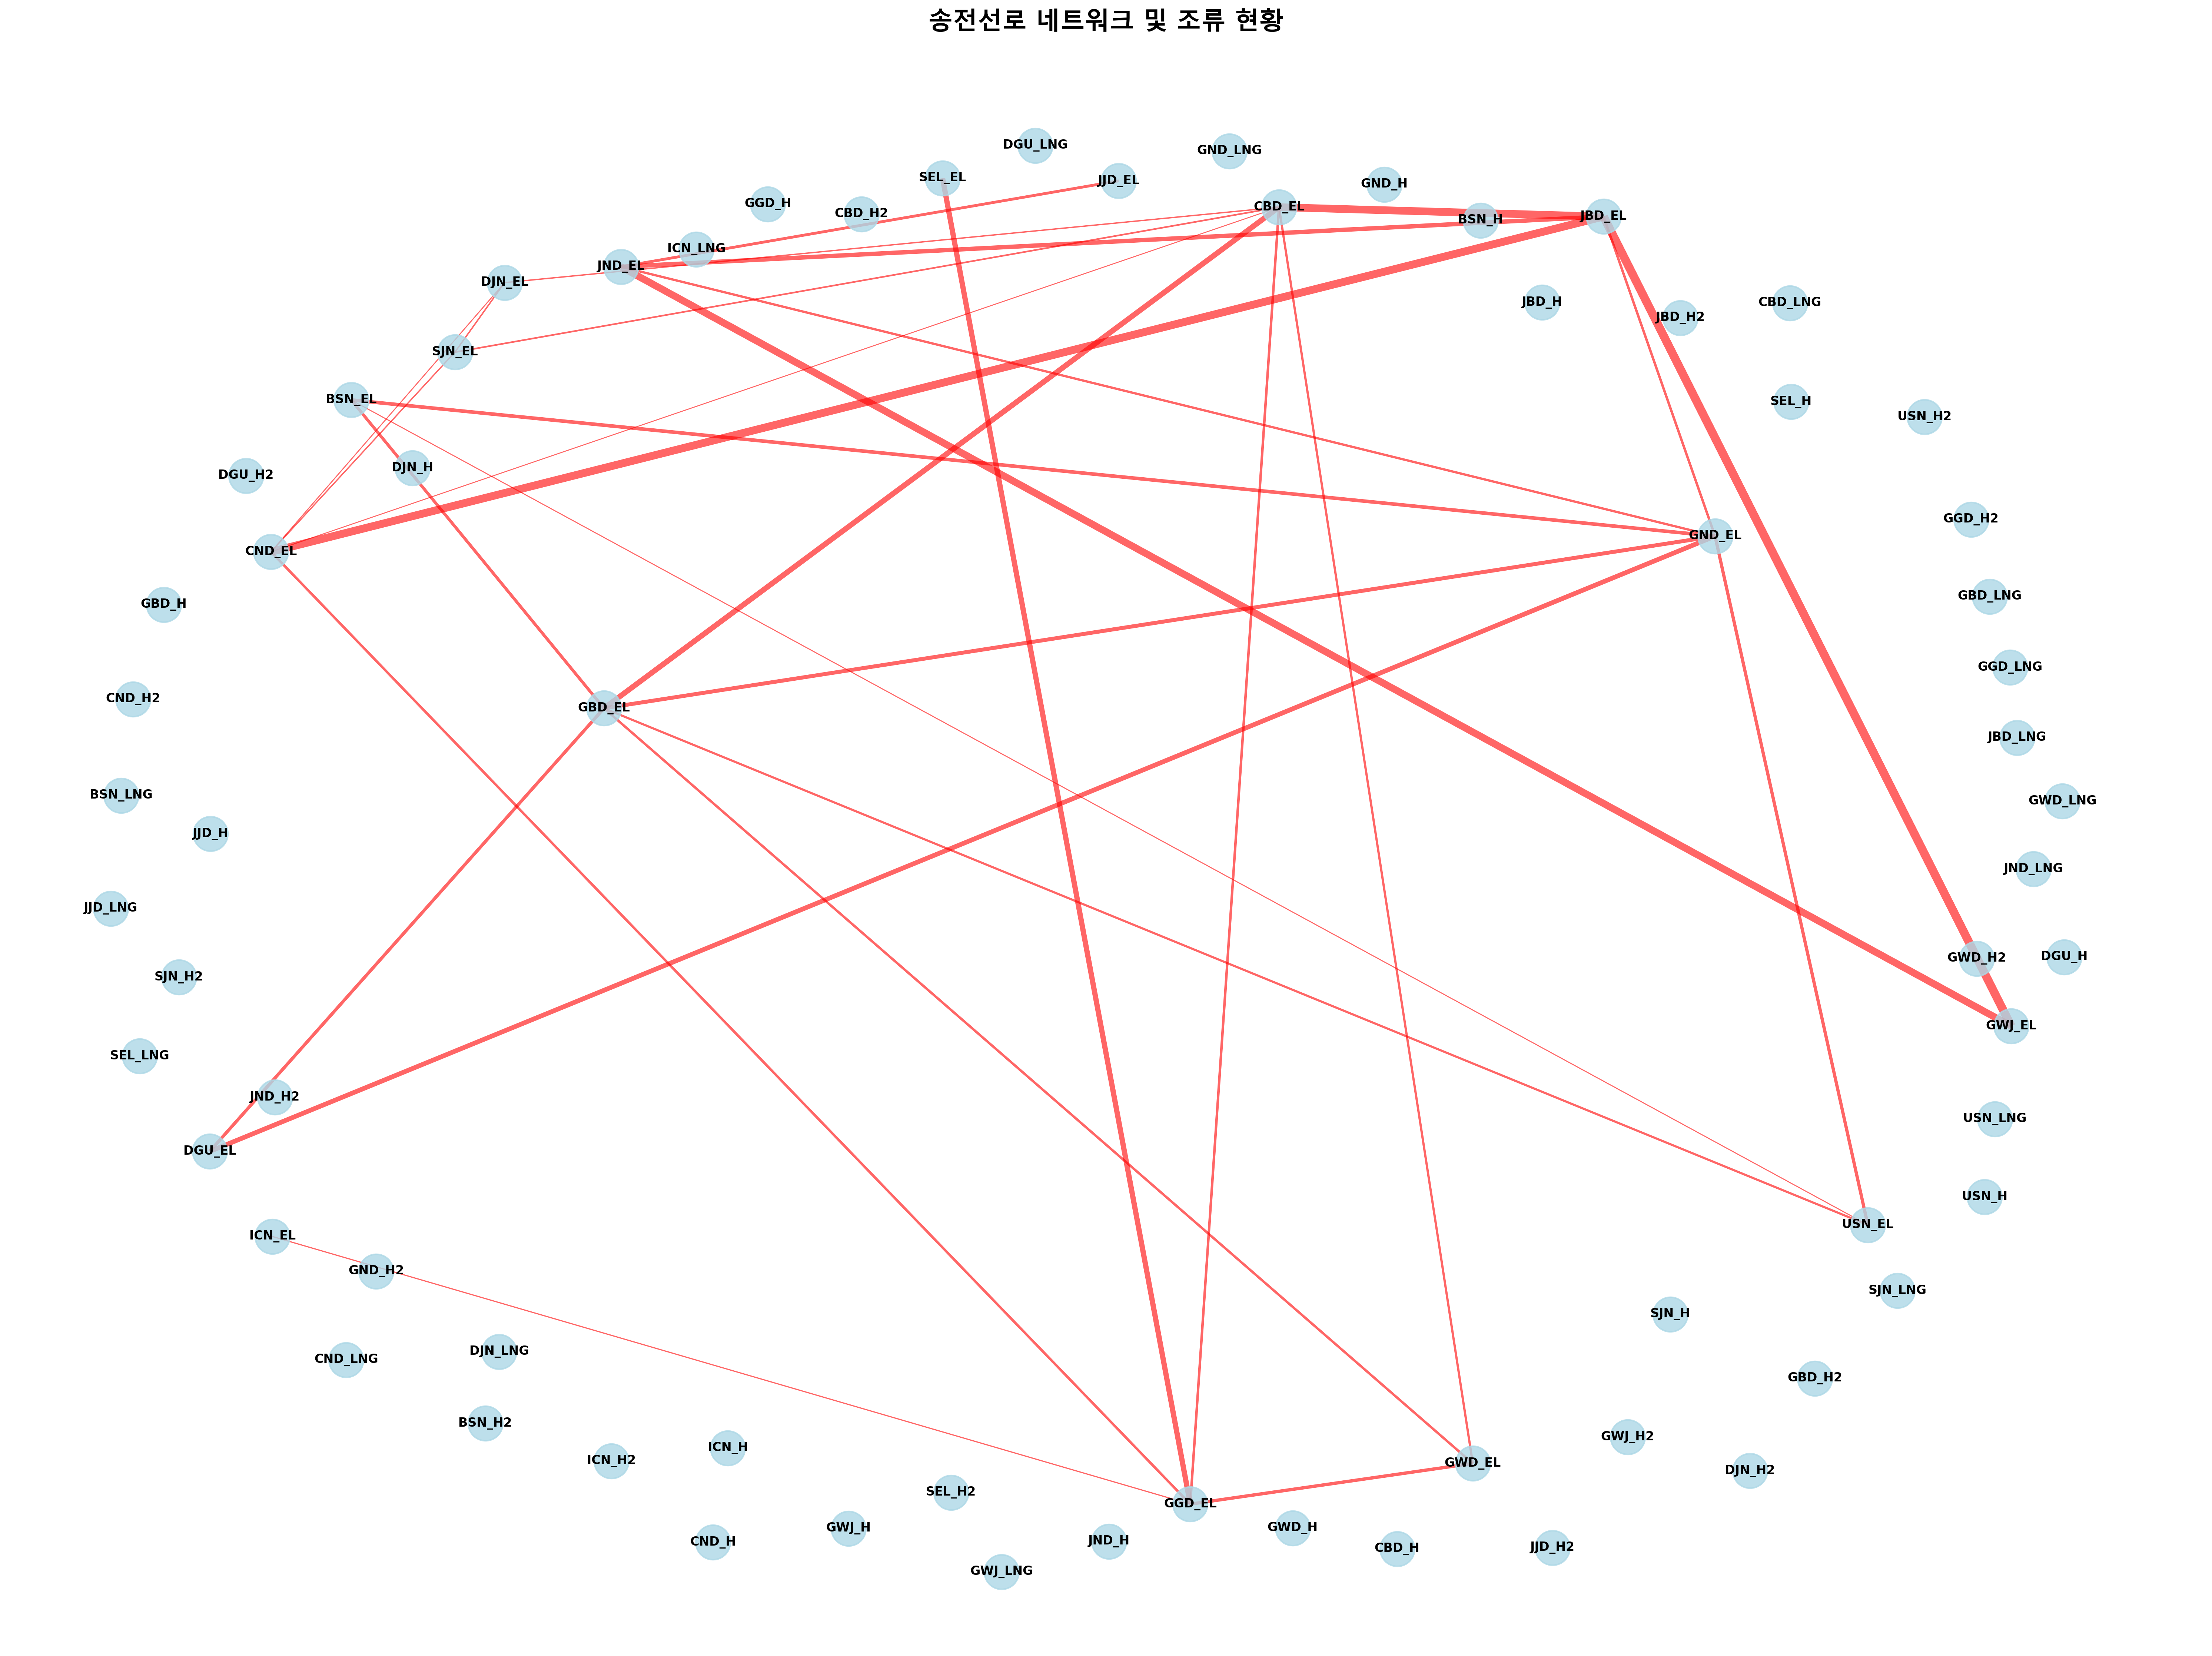 송전선로 네트워크 및 조류 현황
DGU_LNG
GND_LNG
SEL_EL
JJD_EL
GND_H
GGD_H
CBD_H2
CBD_EL
BSN_H
JBD_EL
ICN_LNG
JND_EL
DJN_EL
JBD_H
CBD_LNG
JBD_H2
SJN_EL
BSN_EL
SEL_H
USN_H2
DJN_H
DGU_H2
GGD_H2
GND_EL
CND_EL
GBD_H
GBD_LNG
GGD_LNG
CND_H2
GBD_EL
JBD_LNG
BSN_LNG
GWD_LNG
JJD_H
JND_LNG
JJD_LNG
GWD_H2
DGU_H
SJN_H2
GWJ_EL
SEL_LNG
JND_H2
USN_LNG
DGU_EL
USN_H
USN_EL
ICN_EL
GND_H2
SJN_LNG
SJN_H
CND_LNG
DJN_LNG
GBD_H2
BSN_H2
GWJ_H2
ICN_H
ICN_H2
GWD_EL
DJN_H2
SEL_H2
GGD_EL
GWJ_H
GWD_H
CND_H
JND_H
CBD_H
JJD_H2
GWJ_LNG